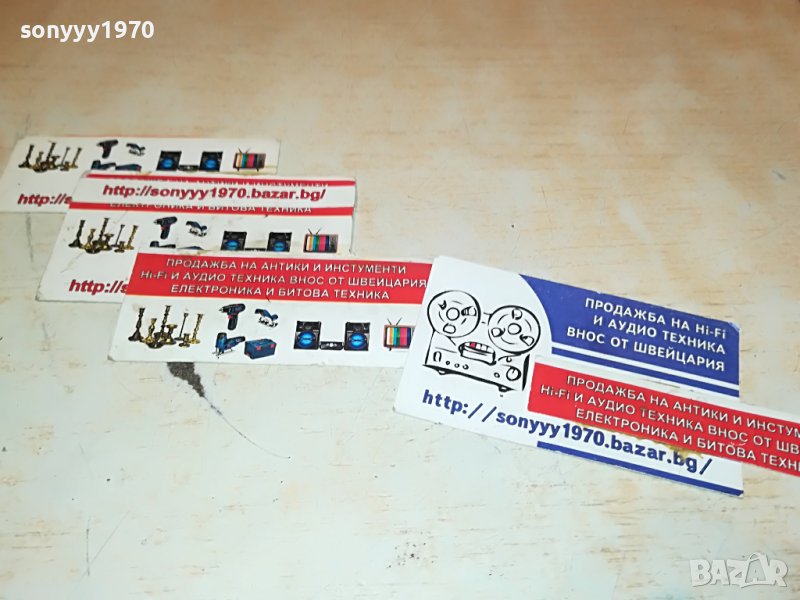 sonyyy1970
http://s
http://sonyyy1970.bazar.bg/
ЕЛЕКТРОНИКА И БИТОВА ТЕХНИКА
http://s
ПРОДАЖБА НА АНТИКИ И ИНСТУМЕНТИ
Hi-Fi И АУДИО ТЕХНИКА ВНОС ОТ ШВЕЙЦАРИЯ
ЕЛЕКТРОНИКА И БИТОВА ТЕХНИКА
ПРОДАЖБА НА Hi-Fi
И АУДИО ТЕХНИКА
ВНОС ОТ ШВЕЙЦАРИЯ
http://sonyyy1970.bazar.bg/
ПРОДАЖБА НА АНТИКИ И ИНСТУМ
Hi-Fi И АУДИО ТЕХНИКА ВНОС ОТ ШВЕ
ЕЛЕКТРОНИКА И БИТОВА ТЕХНИ
BAZAR